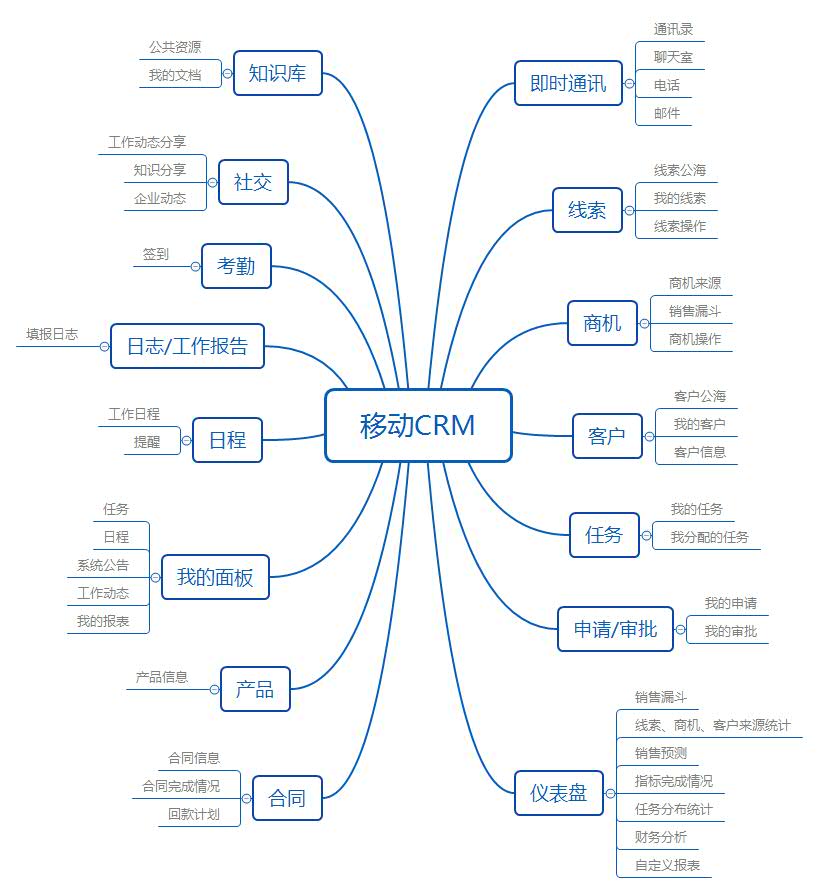 移动CRM
即时通讯
通讯录
聊天室
电话
邮件
线索
线索公海
我的线索
线索操作
商机
商机来源
销售漏斗
商机操作
客户
客户公海
我的客户
客户信息
任务
我的任务
我分配的任务
申请/审批
我的申请
我的审批
仪表盘
销售漏斗
线索、商机、客户来源统计
销售预测
指标完成情况
任务分布统计
财务分析
自定义报表
知识库
公共资源
我的文档
社交
工作动态分享
知识分享
企业动态
考勤
签到
日志/工作报告
填报日志
日程
工作日程
提醒
我的面板
任务
日程
系统公告
工作动态
我的报表
产品
产品信息
合同
合同信息
合同完成情况
回款计划